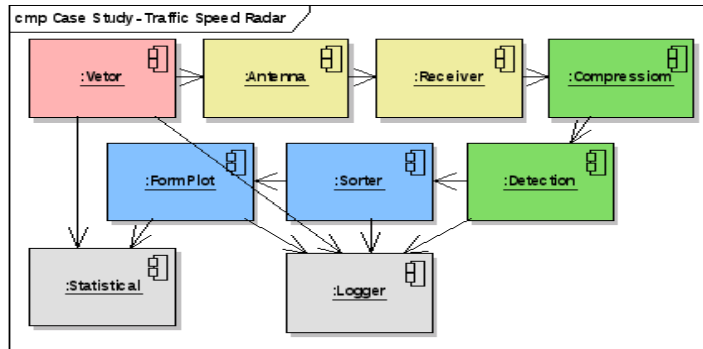 cmp Case Study - Traffic Speed Radar
:Vetor
:Antenna
:Receiver
:Compressiom
:FormPlot
:Sorter
:Detection
:Statistical
:Logger